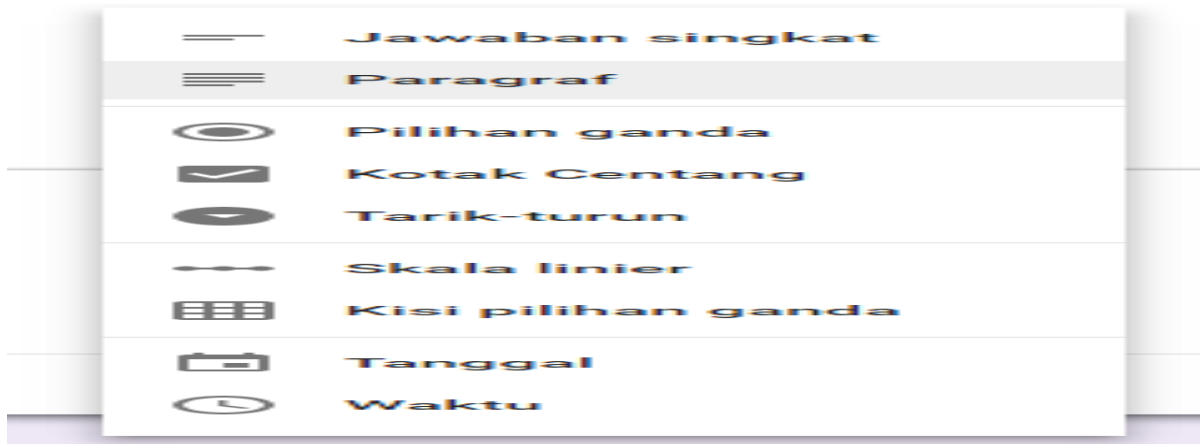 Jawaban singkat
Paragraf
Pilihan ganda
Kotak Centang
Tarik-turun
Skala linier
Kisi pilihan ganda
Tanggal
Waktu